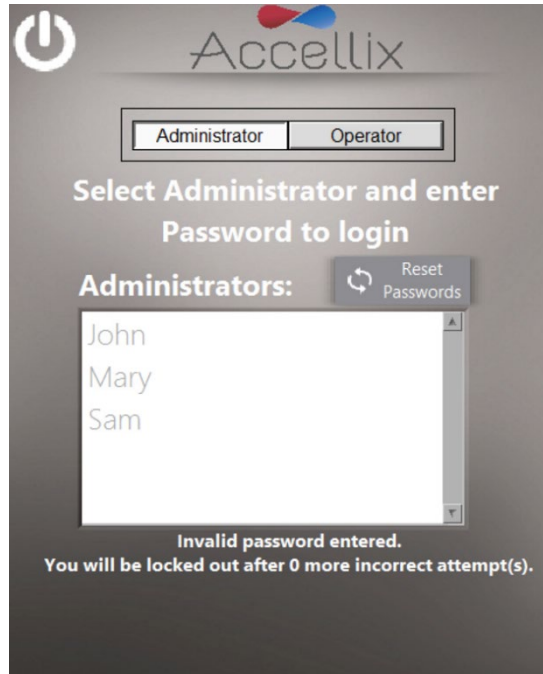 Accellix
Administrator Operator
Select Administrator and enter
Password to login
Administrators:
Reset
Passwords
John
Mary
Sam
Invalid password entered.
You will be locked out after 0 more incorrect attempt(s).